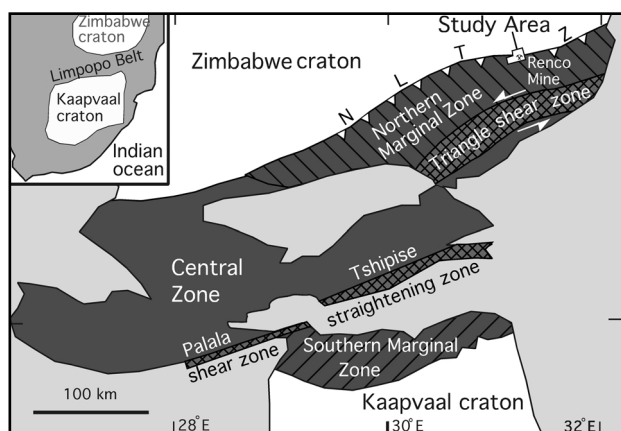 Zimbabwe
craton
Limpopo Belt
Kaapvaal
craton
Indian
ocean
Zimbabwe craton
Study Area
N L T Z
Renco
Mine
Northern
Marginal Zone
Triangle shear zone
Central
Zone
Tshipise
straightening zone
Palala
shear zone
Southern Marginal
Zone
100 km
Kaapvaal craton
28°E
30°E
32°E